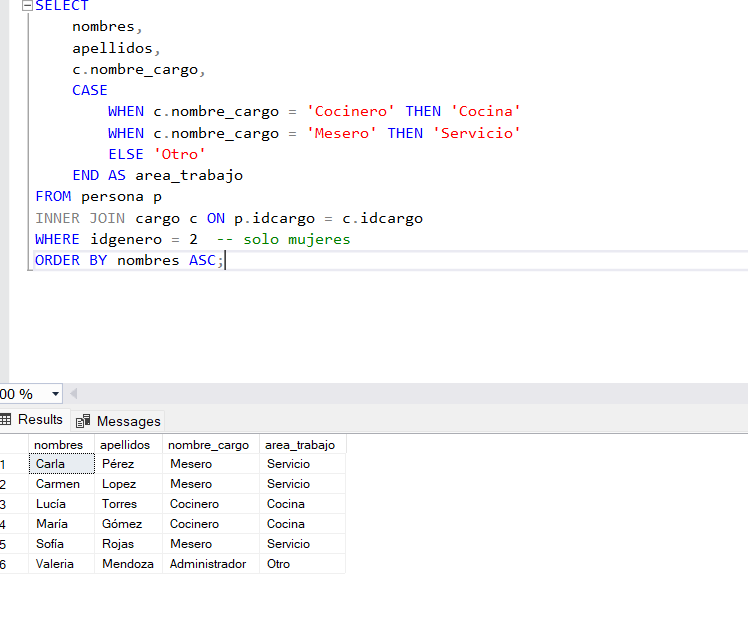 SELECT
nombres,
apellidos,
c.nombre_cargo,
CASE
WHEN c.nombre_cargo = 'Cocinero' THEN 'Cocina'
WHEN c.nombre_cargo = 'Mesero' THEN 'Servicio'
ELSE 'Otro'
END AS area_trabajo
FROM persona p
INNER JOIN cargo c ON p.idcargo = c.idcargo
WHERE idgenero = 2  -- solo mujeres
ORDER BY nombres ASC;
00 %
Results Messages
nombres apellidos nombre_cargo area_trabajo
1 Carla Pérez Mesero Servicio
2 Carmen Lopez Mesero Servicio
3 Lucía Torres Cocinero Cocina
4 María Gómez Cocinero Cocina
5 Sofía Rojas Mesero Servicio
6 Valeria Mendoza Administrador Otro